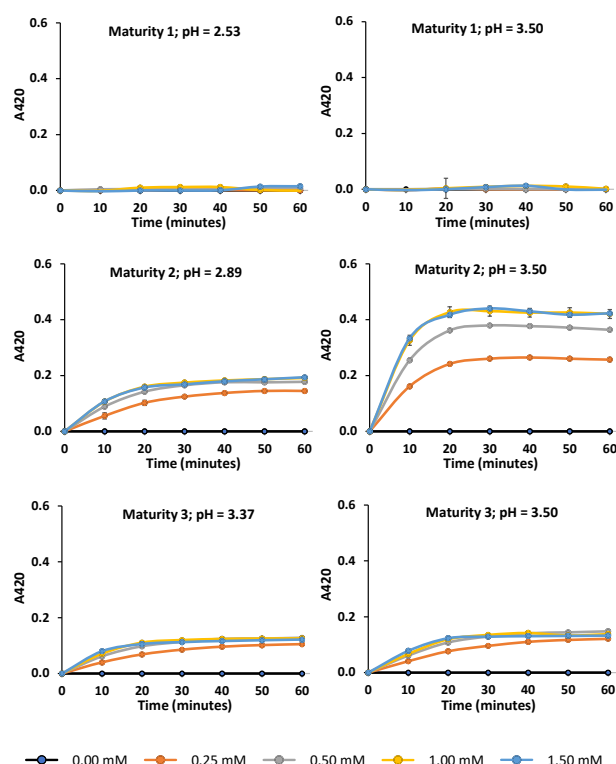 Maturity 1; pH = 2.53
0.6
0.4
0.2
0.0
A420
0 10 20 30 40 50 60
Time (minutes)
Maturity 1; pH = 3.50
0.6
0.4
0.2
0.0
A420
0 10 20 30 40 50 60
Time (minutes)
Maturity 2; pH = 2.89
0.6
0.4
0.2
0.0
A420
0 10 20 30 40 50 60
Time (minutes)
Maturity 2; pH = 3.50
0.6
0.4
0.2
0.0
A420
0 10 20 30 40 50 60
Time (minutes)
Maturity 3; pH = 3.37
0.6
0.4
0.2
0.0
A420
0 10 20 30 40 50 60
Time (minutes)
Maturity 3; pH = 3.50
0.6
0.4
0.2
0.0
A420
0 10 20 30 40 50 60
Time (minutes)
0.00 mM 0.25 mM 0.50 mM 1.00 mM 1.50 mM